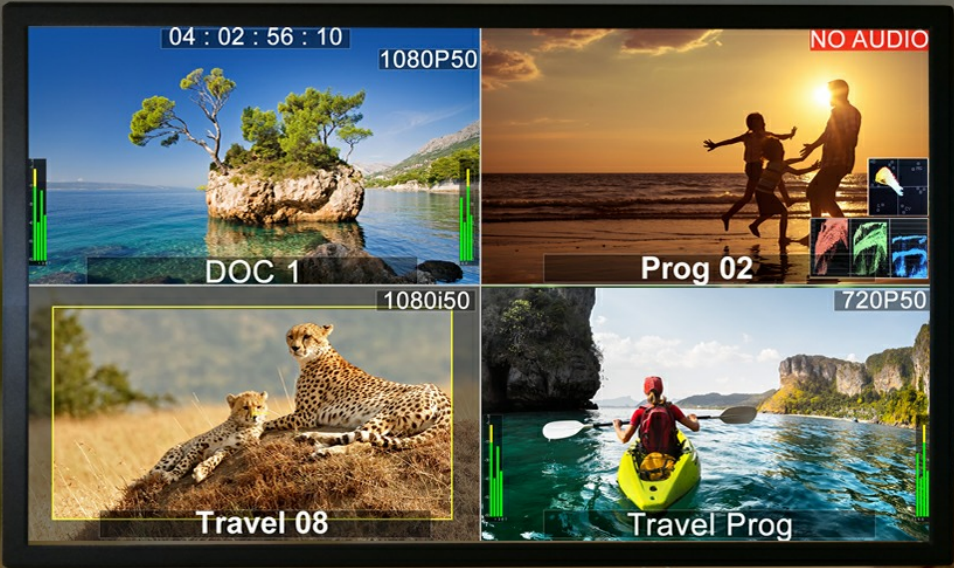 04 : 02 : 56 : 10
1080P50
DOC 1
NO AUDIO
Prog 02
1080i50
Travel 08
720P50
Travel Prog